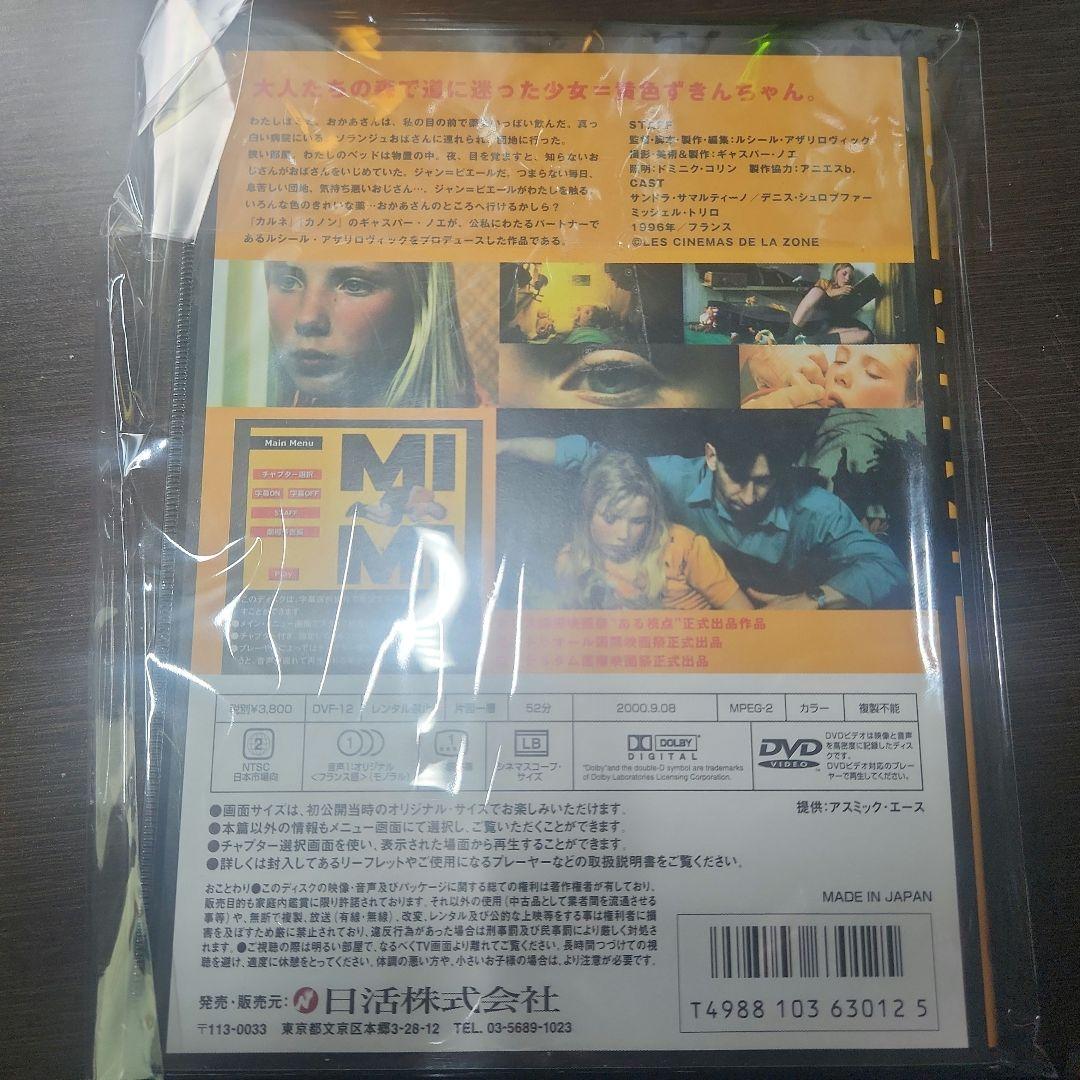 大人たちの森で道に迷った少女=黄色ずきんちゃん。
おかあさんは、私の目の前で薬をいっぱい飲んだ。真っ
白い病院にいる、ソランジュおばさんに連れられ、団地に行った。
狭い部屋。わたしのベッドは物置の中。夜、目を覚ますと、知らないお
じさんがおばさんをいじめていた。ジャン=ピエールだ。つまらない毎日、
息苦しい団地、気持ち悪いおじさん…。ジャン=ピエールがわたしを触る。
いろんな色のきれいな薬‥おかあさんのところへ行けるかしら?
「カルネ」「カノン」のギャスパー・ノエが、公私にわたるパートナーで
あるルシール・アザリロヴィックをプロデュースした作品である。
STAFF
監督・脚本・製作・編集:ルシール・アザリロヴィック
撮影・美術&製作:ギャスパー・ノエ
照明:ドミニク・コリン 製作協力:アニエスb.
CAST
サンドラ・サマルティーノ/デニス・シュロプファー
ミッシェル・トリロ
1996年/フランス
©LES CINEMAS DE LA ZONE
Main Menu
チャプター選択
字幕ON 字幕OFF
STAFF
劇場予告編
Play
MI
MI
"ある視点"正式出品作品
国際映画祭正式出品
国際映画祭正式出品
税別¥3,800 DVF-12 レンタル禁止 片面一層 52分 2000.9.08 MPEG-2 カラー 複製不能
2
NTSC
日本市場向
1
音声1:オリジナル
<フランス語>(モノラル)
1
LB
シネマスコープ・
サイズ
DOLBY
DIGITAL
"Dolby"and the double-D symbol are trademarks
of Dolby Laboratories Licensing Corporation.
DVD
VIDEO
DVDビデオは映像と音声
を高密度に記録したディス
クです。
DVDビデオ対応のプレーヤ
ーで再生してください。
●画面サイズは、初公開当時のオリジナル・サイズでお楽しみいただけます。
●本篇以外の情報もメニュー画面にて選択し、ご覧いただくことができます。
●チャプター選択画面を使い、表示された場面から再生することができます。
●詳しくは封入してあるリーフレットやご使用になるプレーヤーなどの取扱説明書をご覧ください。
提供:アスミック・エース
おことわり●このディスクの映像・音声及びパッケージに関する総ての権利は著作権者が有しており、
販売目的も家庭内鑑賞に限り許諾されております。それ以外の使用(中古品として業者間を流通させる
事等)や、無断で複製、放送(有線・無線)、改変、レンタル及び公的な上映等をする事は権利者に損
害を及ぼすため厳に禁止されており、違反行為があった場合は刑事罰及び民事罰により厳しく対処さ
れます。●ご視聴の際は明るい部屋で、なるべくTV画面より離れてご覧ください。長時間つづけての視
聴を避け、適度に休憩をとってください。体調の悪い方や、小さいお子様の場合は、より注意が必要です。
MADE IN JAPAN
T4988103630125
発売・販売元: 日活株式会社
〒113-0033 東京都文京区本郷3-28-12 TEL. 03-5689-1023